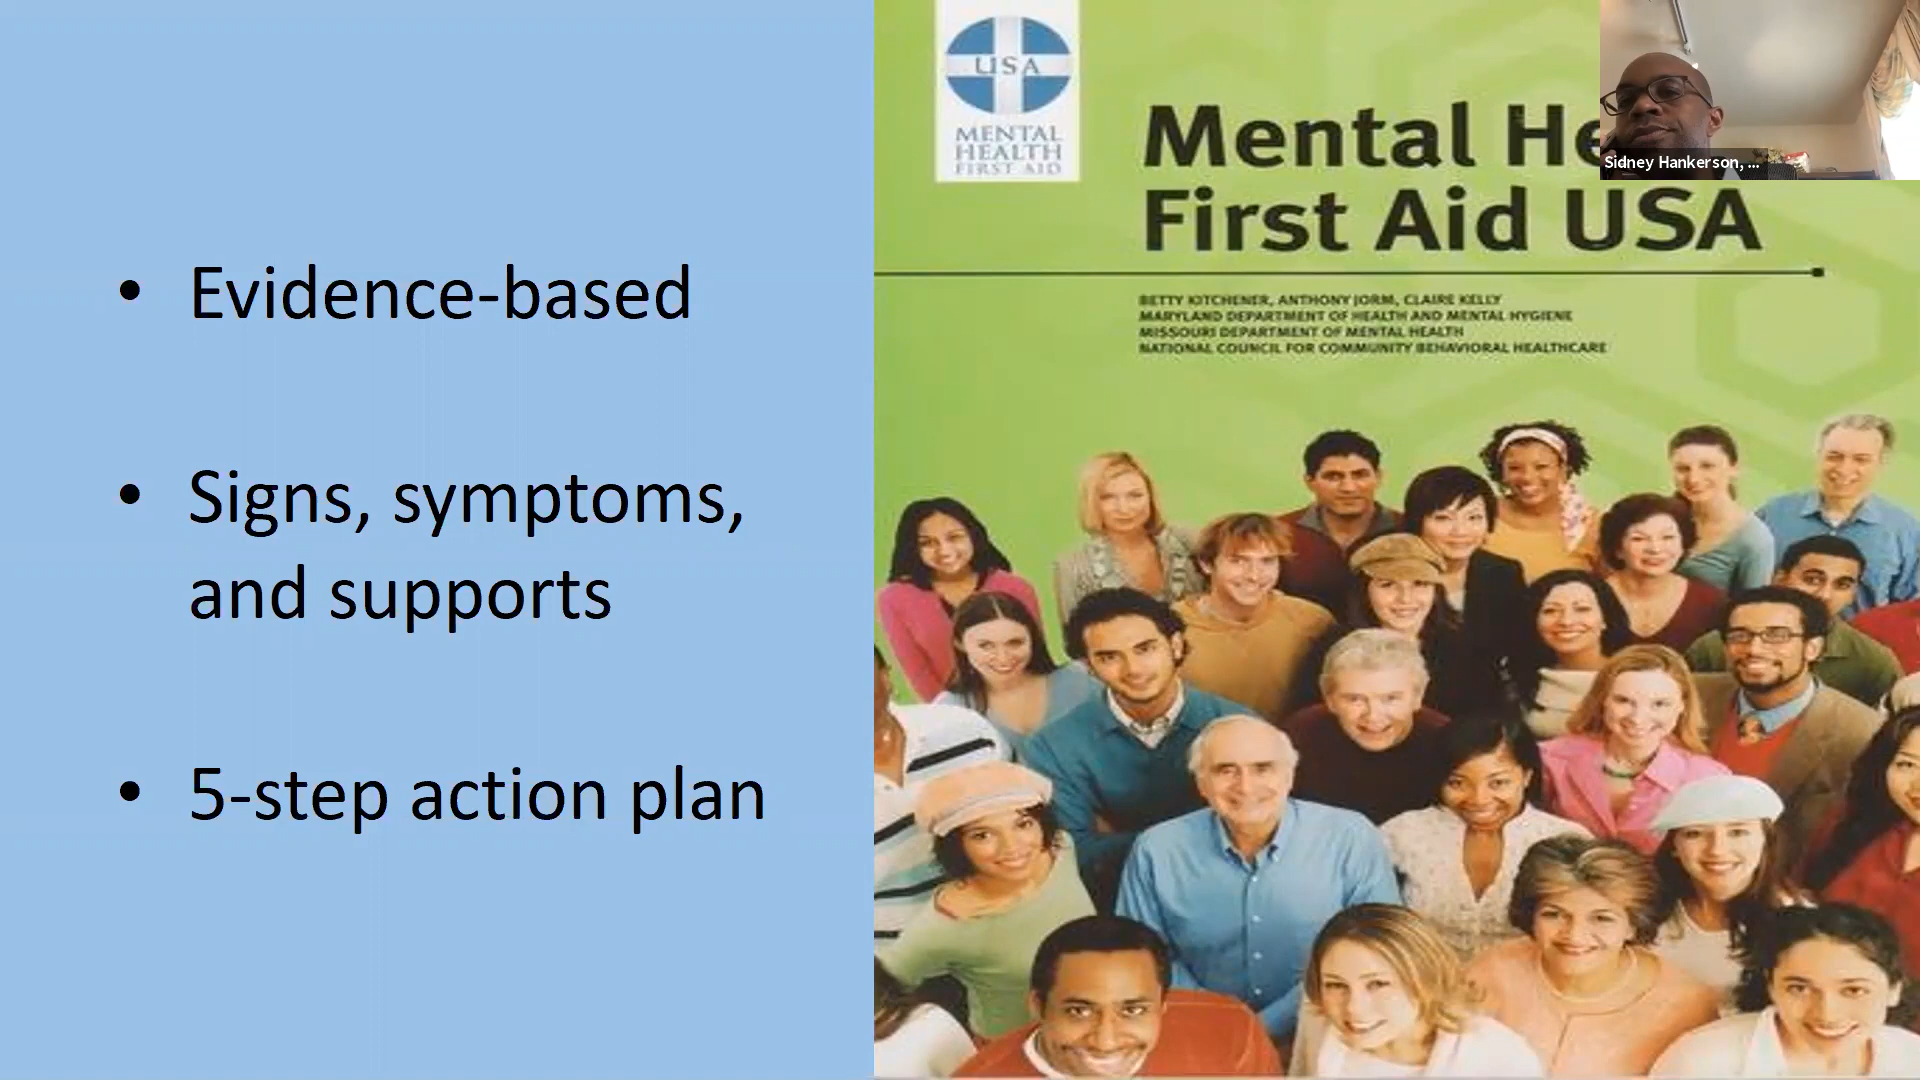 • Evidence-based
• Signs, symptoms,
and supports
• 5-step action plan
USA
MENTAL
HEALTH
FIRST AID
Mental He
First Aid USA
BETTY KITCHENER, ANTHONY JORM, CLAIRE KELLY
MARYLAND DEPARTMENT OF HEALTH AND MENTAL HYGIENE
MISSOURI DEPARTMENT OF MENTAL HEALTH
NATIONAL COUNCIL FOR COMMUNITY BEHAVIORAL HEALTHCARE
Sidney Hankerson, ...